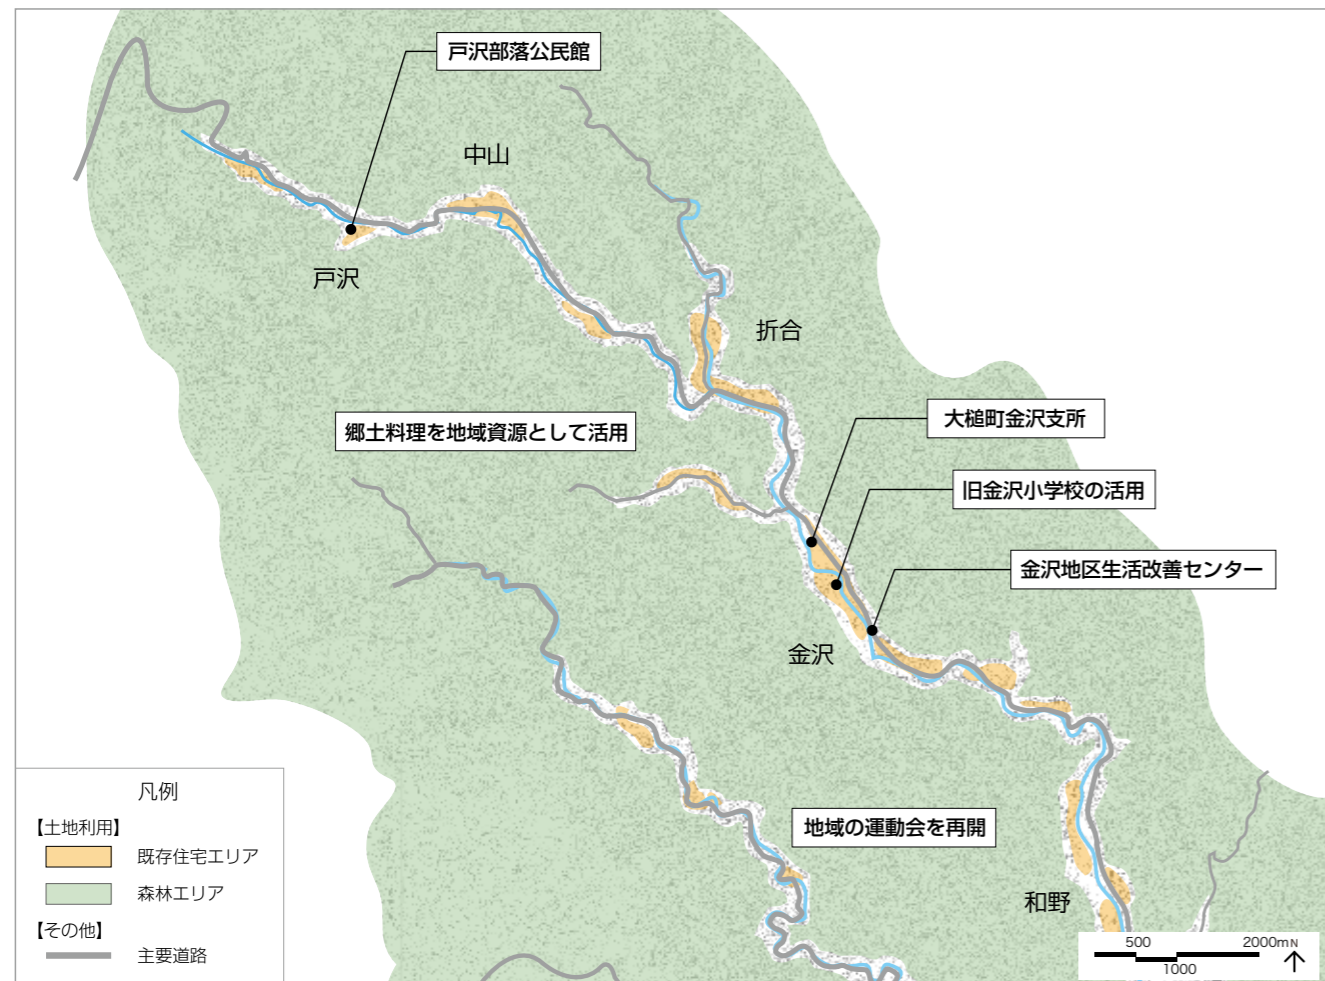 戸沢部落公民館
中山
戸沢
折合
大槌町金沢支所
郷土料理を地域資源として活用
旧金沢小学校の活用
金沢地区生活改善センター
金沢
地域の運動会を再開
和野
凡例
【土地利用】
既存住宅エリア
森林エリア
【その他】
主要道路
500
2000m
N
1000